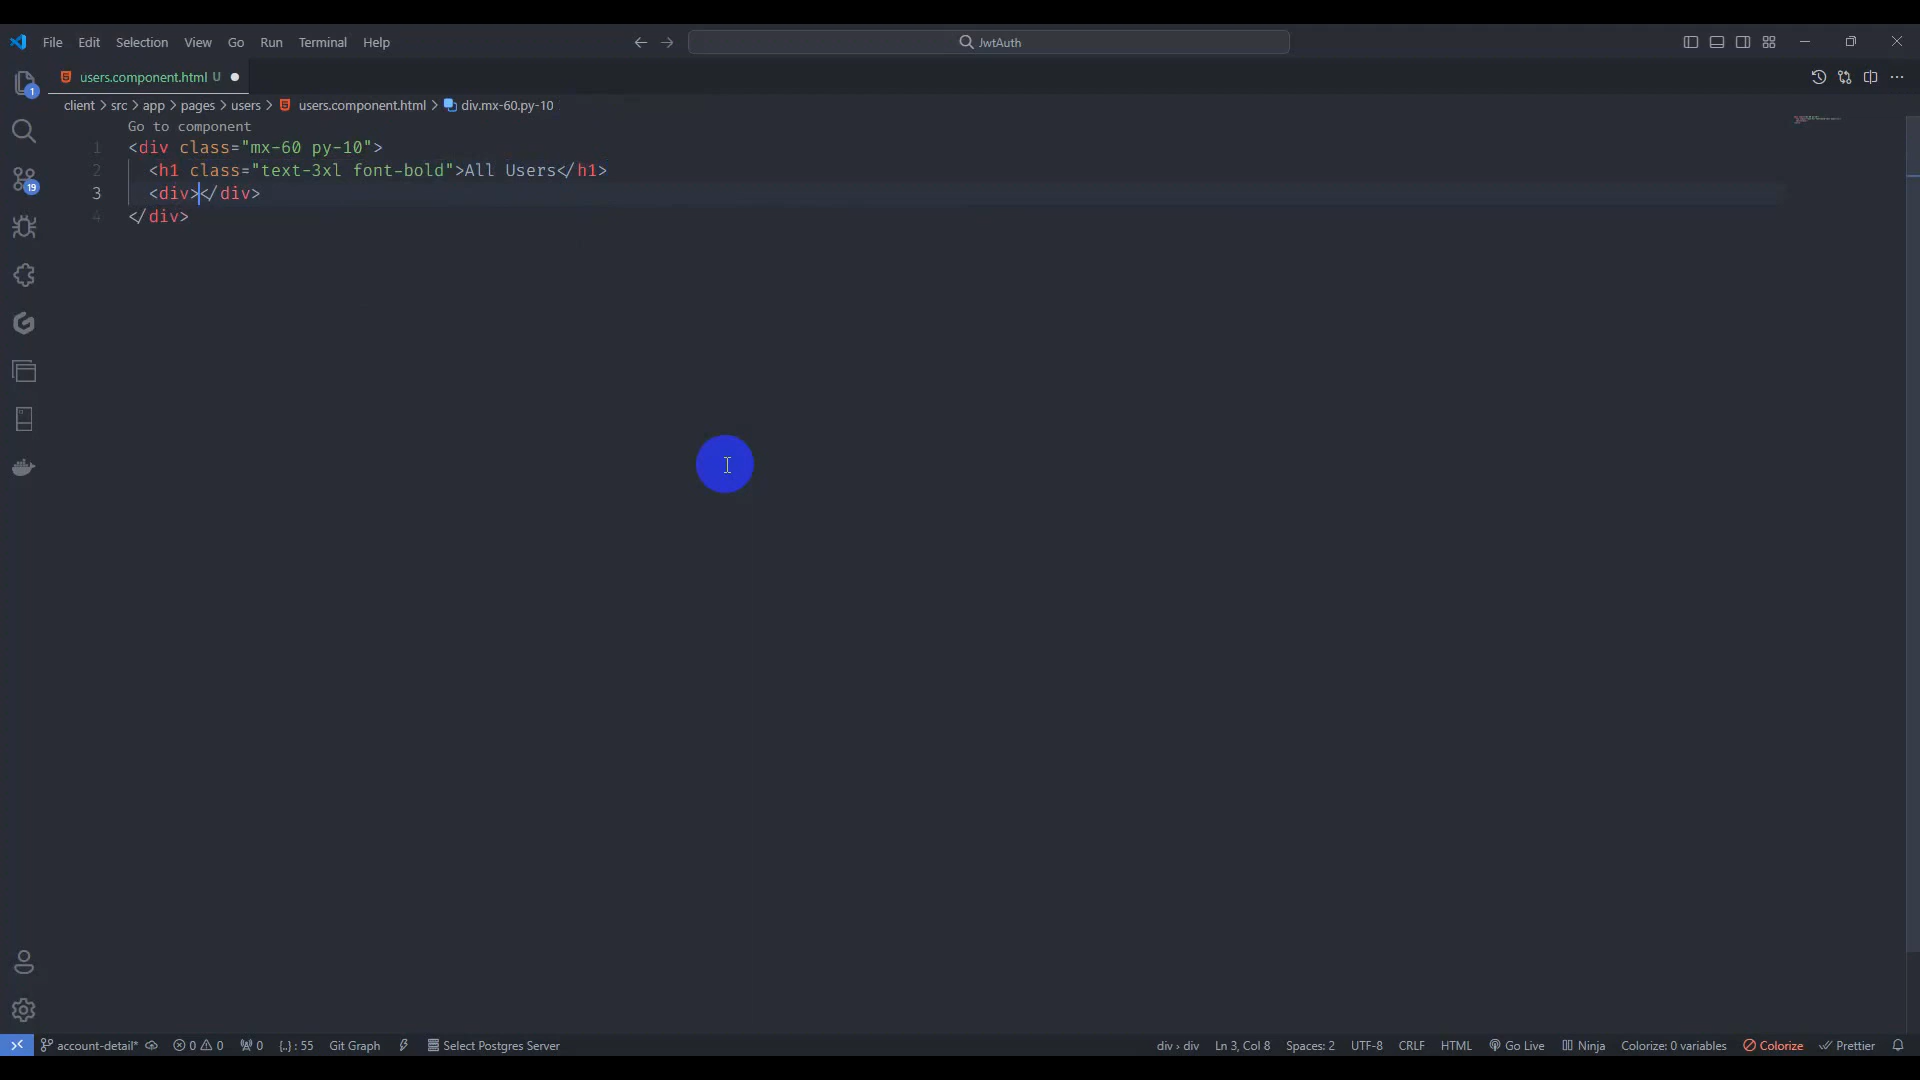 File Edit Selection View Go Run Terminal Help
JwtAuth
users.component.html U
client > src > app > pages > users > users.component.html > div.mx-60.py-10
Go to component
1 <div class="mx-60 py-10">
2 <h1 class="text-3xl font-bold">All Users</h1>
3 <div></div>
4 </div>
1
19
account-detail* 0 0 0 {..} : 55 Git Graph Select Postgres Server div › div Ln 3, Col 8 Spaces: 2 UTF-8 CRLF HTML Go Live Ninja Colorize: 0 variables Colorize Prettier